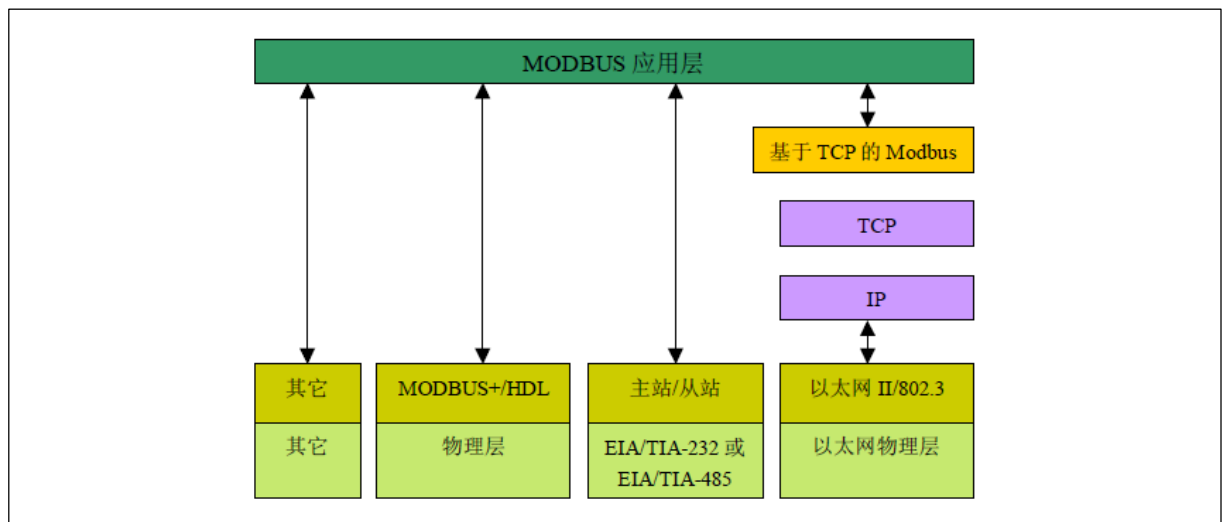 MODBUS 应用层
基于 TCP 的 Modbus
TCP
IP
其它
MODBUS+/HDL
主站/从站
以太网 II/802.3
其它
物理层
EIA/TIA-232 或
EIA/TIA-485
以太网物理层